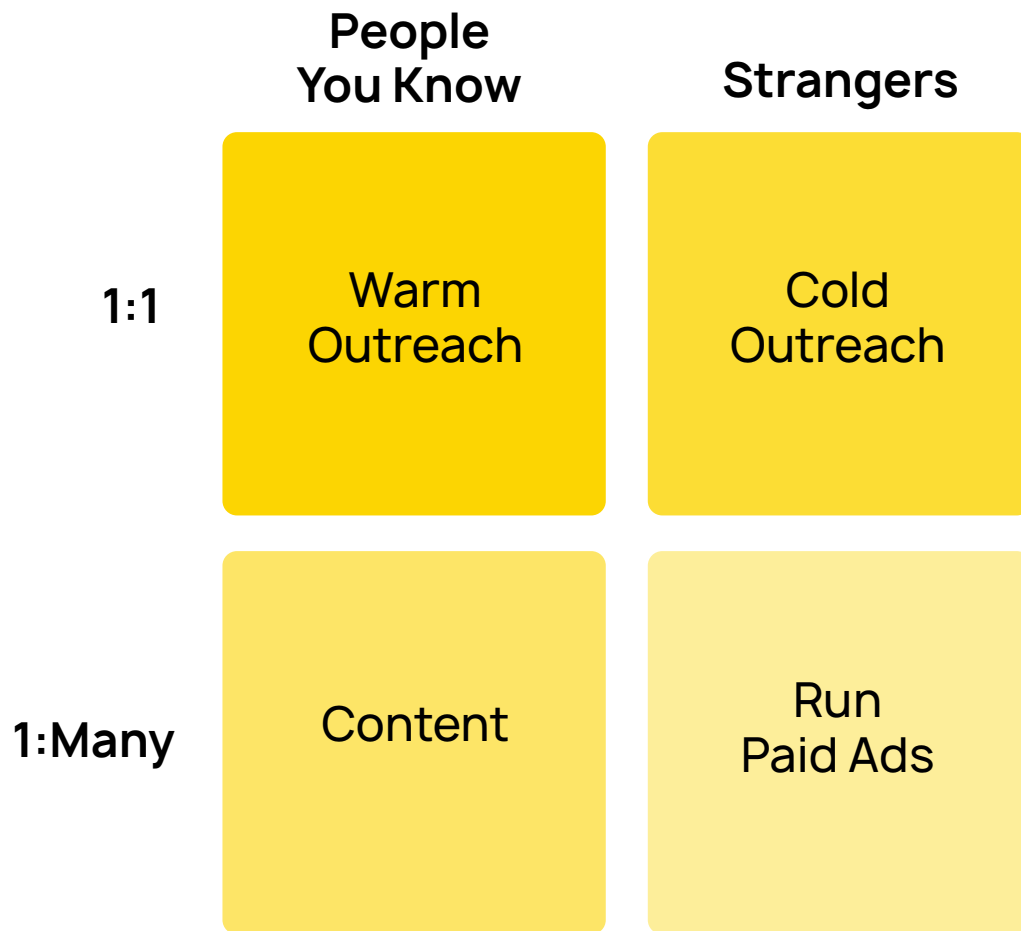 People
You Know
Strangers
1:1
Warm
Outreach
Cold
Outreach
1:Many
Content
Run
Paid Ads